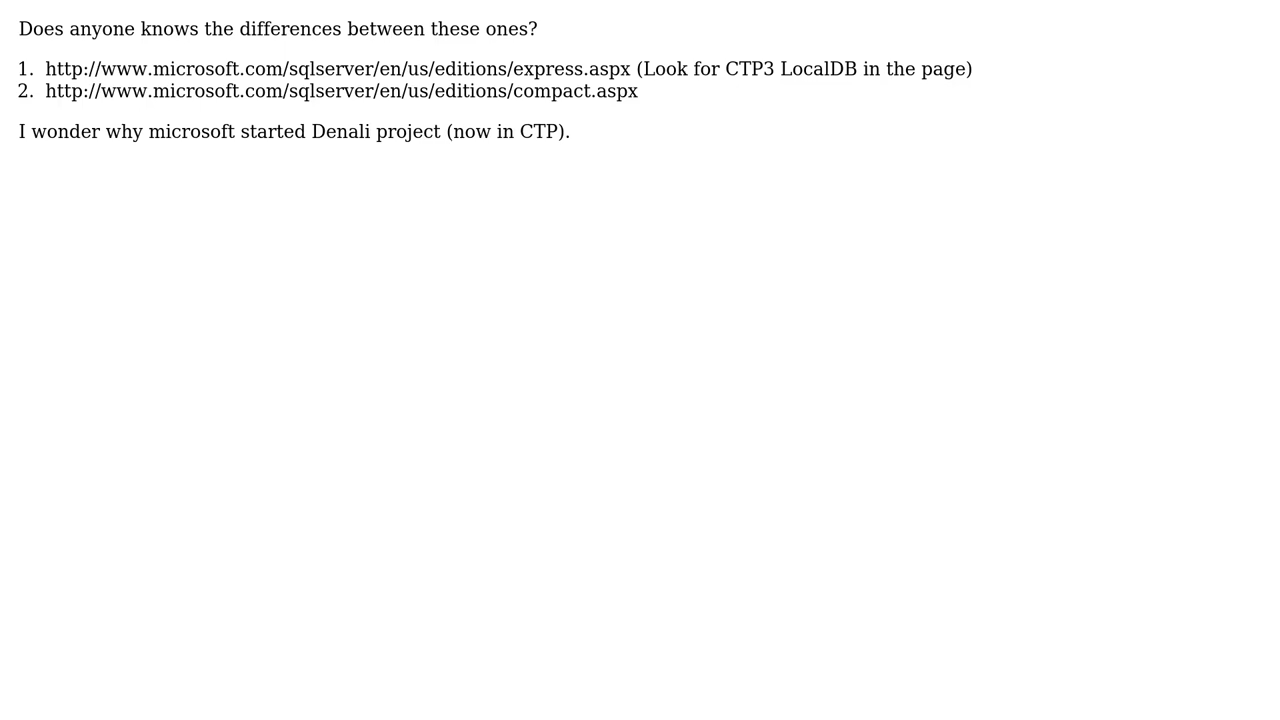 Does anyone knows the differences between these ones?
1. http://www.microsoft.com/sqlserver/en/us/editions/express.aspx (Look for CTP3 LocalDB in the page)
2. http://www.microsoft.com/sqlserver/en/us/editions/compact.aspx
I wonder why microsoft started Denali project (now in CTP).